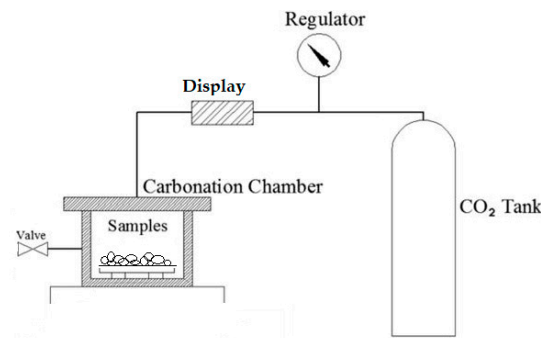 Regulator
Display
Carbonation Chamber
Samples
Valve
CO₂ Tank